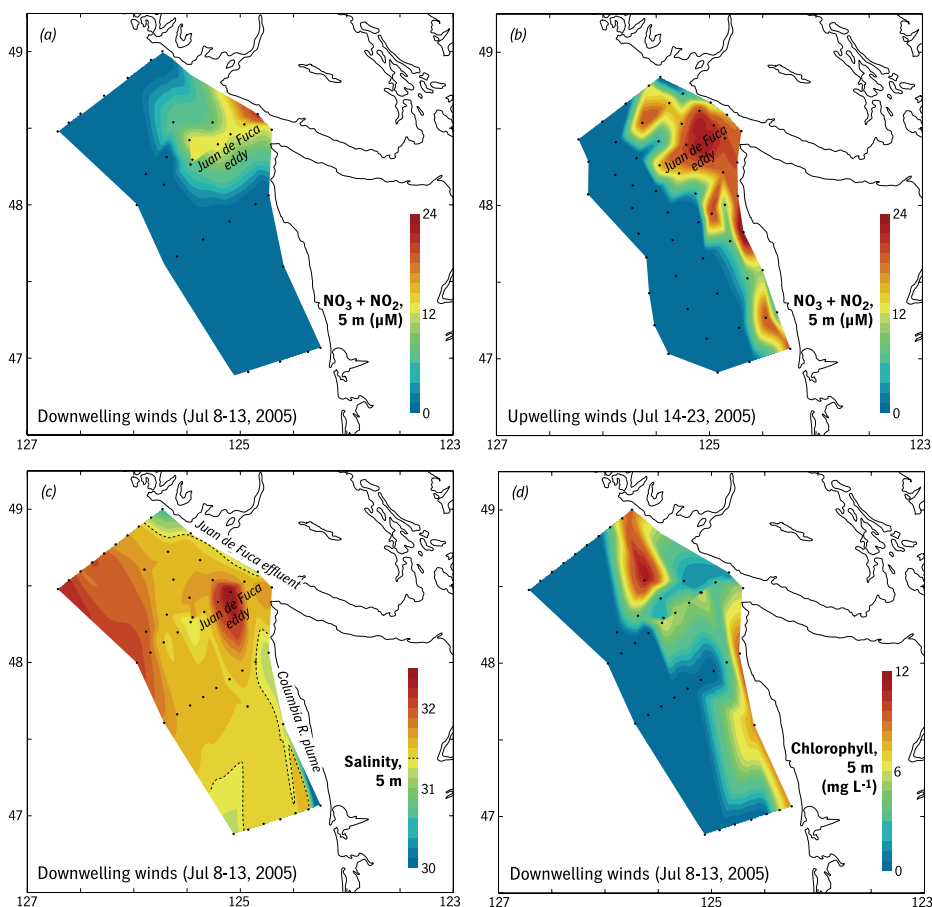 (a)
49
48
47
Juan de Fuca
eddy
24
12
0
NO3 + NO2,
5 m (µM)
Downwelling winds (Jul 8-13, 2005)
127
125
123
(b)
49
48
47
Juan de Fuca
eddy
24
12
0
NO3 + NO2,
5 m (µM)
Upwelling winds (Jul 14-23, 2005)
127
125
123
(c)
49
48
47
Juan de Fuca effluent
Juan de Fuca
eddy
Columbia R. plume
32
31
30
Salinity,
5 m
Downwelling winds (Jul 8-13, 2005)
127
125
123
(d)
49
48
47
12
6
0
Chlorophyll,
5 m
(mg L-1)
Downwelling winds (Jul 8-13, 2005)
127
125
123